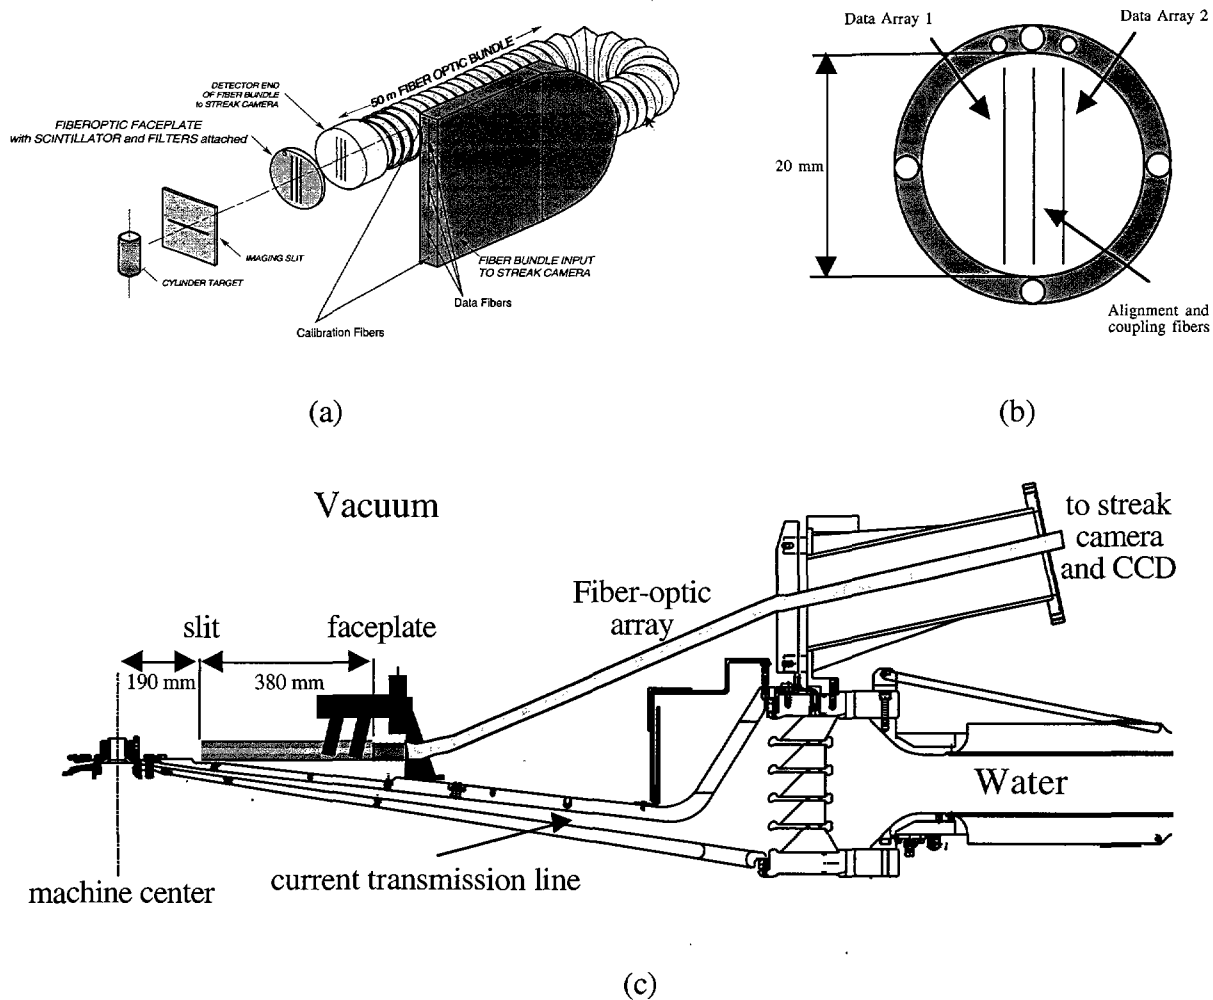 50 m FIBER OPTIC BUNDLE
DETECTOR END
OF FIBER BUNDLE
to STREAK CAMERA
FIBEROPTIC FACEPLATE
with SCINTILLATOR and FILTERS attached
IMAGING SLIT
CYLINDER TARGET
FIBER BUNDLE INPUT
TO STREAK CAMERA
Data Fibers
Calibration Fibers
(a)
Data Array 1
Data Array 2
20 mm
Alignment and
coupling fibers
(b)
Vacuum
to streak
camera
and CCD
Fiber-optic
array
slit
faceplate
190 mm
380 mm
Water
current transmission line
machine center
(c)